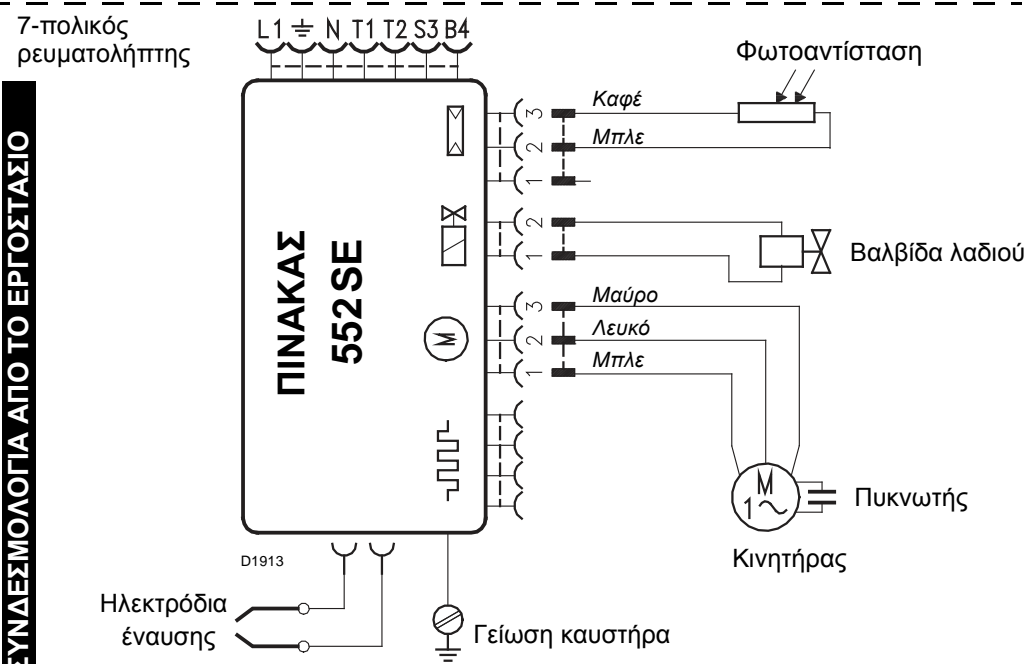 7-πολικός
ρευματολήπτης
L1 N T1 T2 S3 B4
Φωτοαντίσταση
ΣΥΝΔΕΣΜΟΛΟΓΙΑ ΑΠΟ ΤΟ ΕΡΓΟΣΤΑΣΙΟ
ΠΙΝΑΚΑΣ
552SE
3 Καφέ
2 Μπλε
1
2
1
Βαλβίδα λαδιού
3 Μαύρο
2 Λευκό
1 Μπλε
M
M
1~
Πυκνωτής
Κινητήρας
D1913
Ηλεκτρόδια
έναυσης
Γείωση καυστήρα